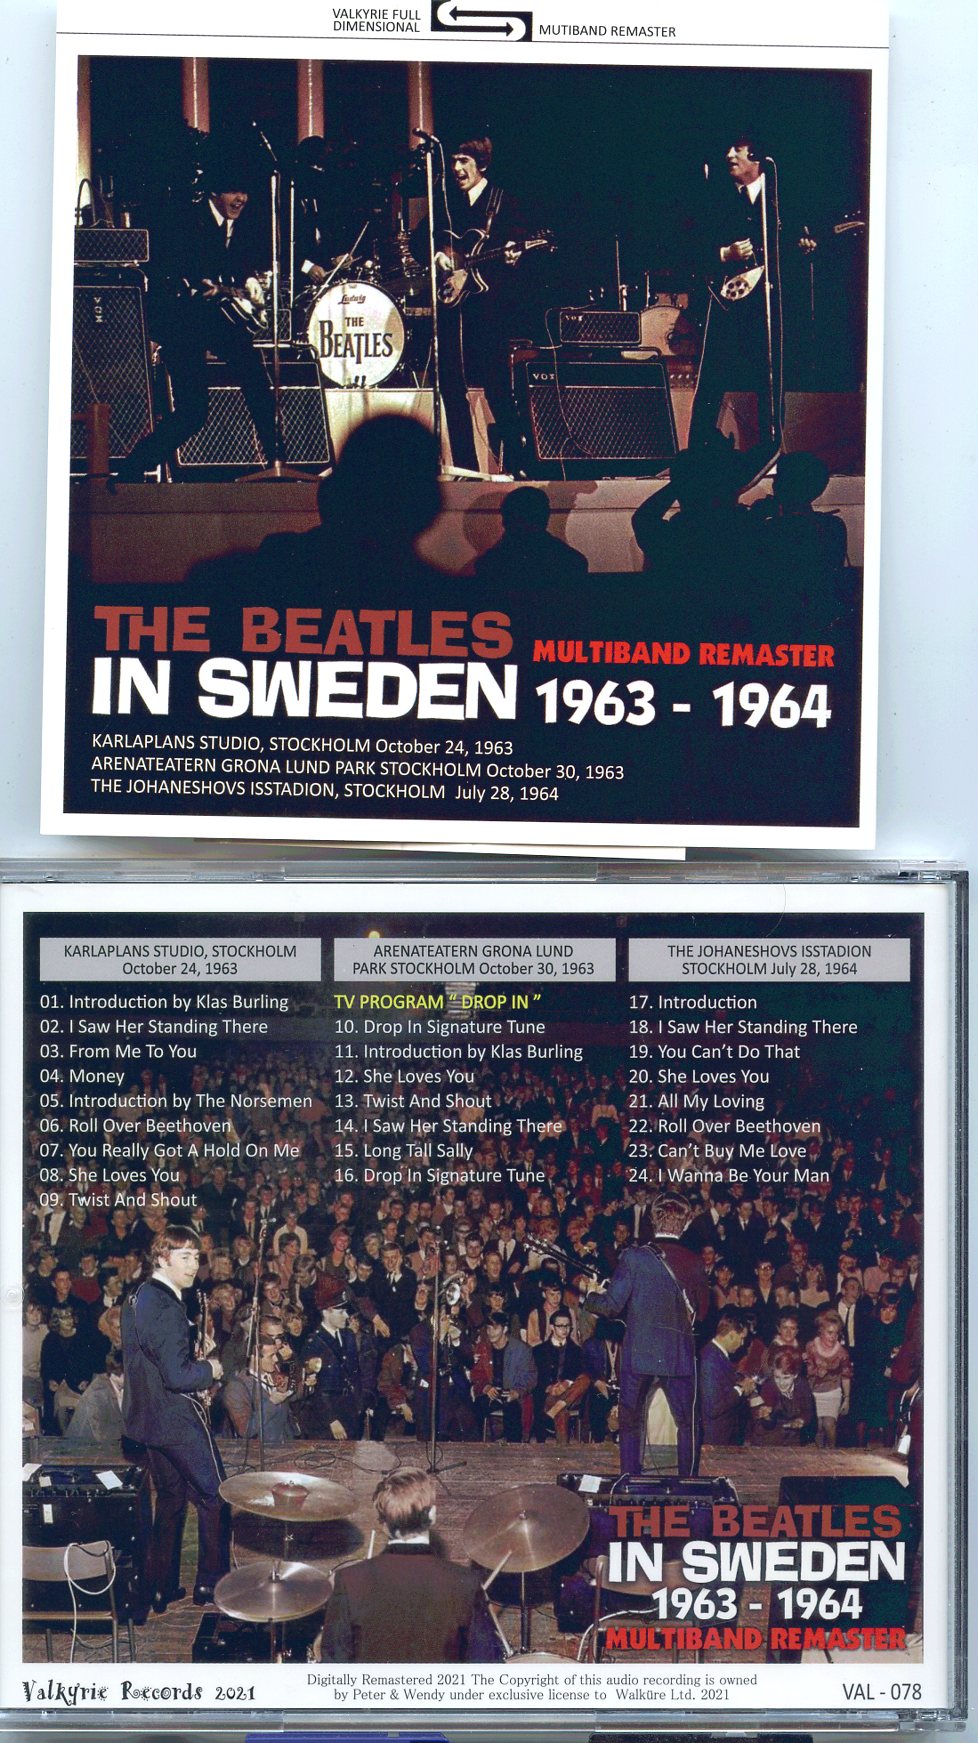 VALKYRIE FULL
DIMENSIONAL
MUTIBAND REMASTER
VOX
Ludwig
THE
BEATLES
VOX
VOX
THE BEATLES
IN SWEDEN
MULTIBAND REMASTER
1963 - 1964
KARLAPLANS STUDIO, STOCKHOLM October 24, 1963
ARENATEATERN GRONA LUND PARK STOCKHOLM October 30, 1963
THE JOHANESHOVS ISSTADION, STOCKHOLM July 28, 1964
KARLAPLANS STUDIO, STOCKHOLM
October 24, 1963
01. Introduction by Klas Burling
02. I Saw Her Standing There
03. From Me To You
04. Money
05. Introduction by The Norsemen
06. Roll Over Beethoven
07. You Really Got A Hold On Me
08. She Loves You
09. Twist And Shout
ARENATEATERN GRONA LUND
PARK STOCKHOLM October 30, 1963
TV PROGRAM “ DROP IN ”
10. Drop In Signature Tune
11. Introduction by Klas Burling
12. She Loves You
13. Twist And Shout
14. I Saw Her Standing There
15. Long Tall Sally
16. Drop In Signature Tune
THE JOHANESHOVS ISSTADION
STOCKHOLM July 28, 1964
17. Introduction
18. I Saw Her Standing There
19. You Can’t Do That
20. She Loves You
21. All My Loving
22. Roll Over Beethoven
23. Can’t Buy Me Love
24. I Wanna Be Your Man
THE BEATLES
IN SWEDEN
1963 - 1964
MULTIBAND REMASTER
Valkyrie Records 2021
Digitally Remastered 2021 The Copyright of this audio recording is owned
by Peter & Wendy under exclusive license to Walküre Ltd. 2021
VAL - 078